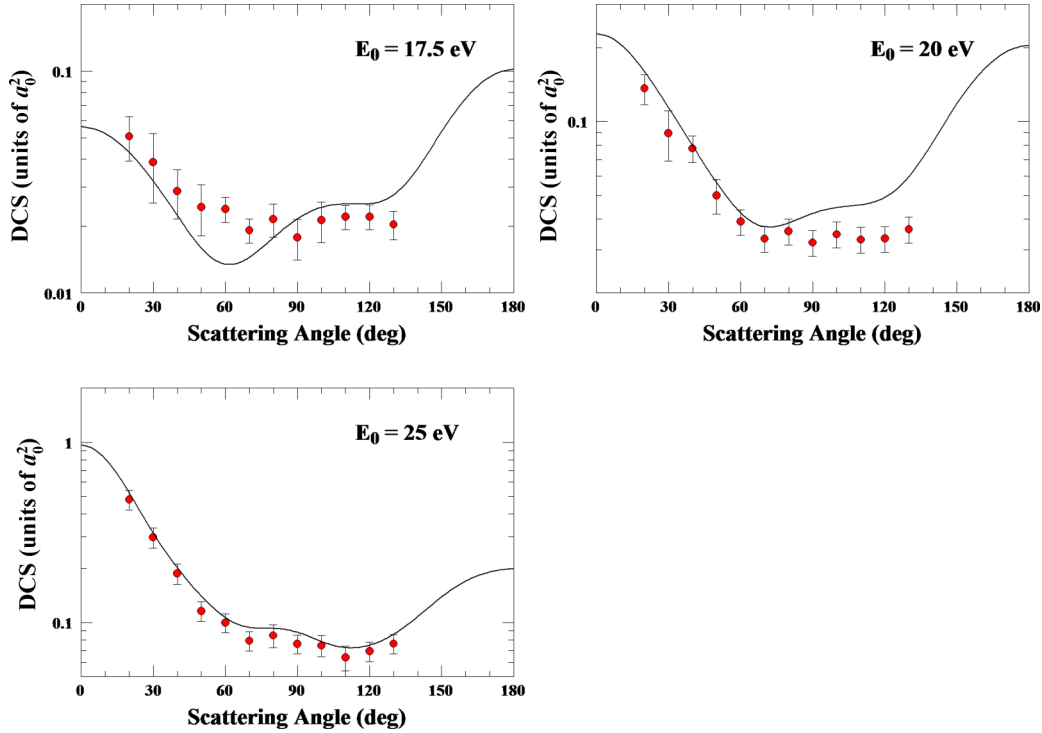 E₀ = 17.5 eV
DCS (units of a₀²)
0.1
0.01
0 30 60 90 120 150 180
Scattering Angle (deg)
E₀ = 20 eV
DCS (units of a₀²)
0.1
0 30 60 90 120 150 180
Scattering Angle (deg)
E₀ = 25 eV
DCS (units of a₀²)
1
0.1
0 30 60 90 120 150 180
Scattering Angle (deg)